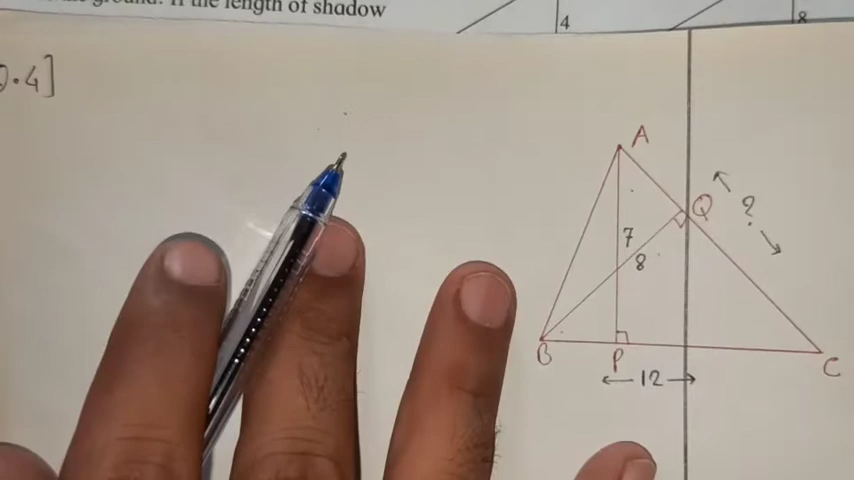 the ground. If the length of shadow
4
8
Q.4]
A
Q
?
7
8
B
P
C
←12→